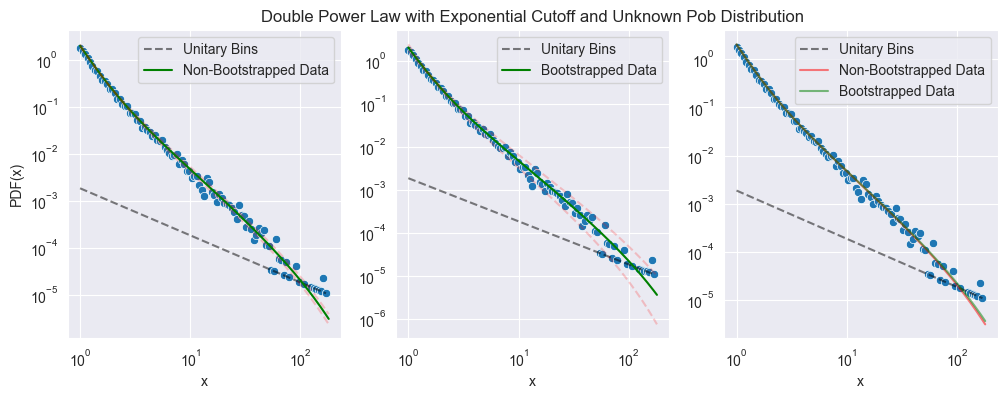 Double Power Law with Exponential Cutoff and Unknown Pob Distribution
PDF(x)
10^0
10^-1
10^-2
10^-3
10^-4
10^-5
Unitary Bins
Non-Bootstrapped Data
10^0
10^1
10^2
x
10^0
10^-1
10^-2
10^-3
10^-4
10^-5
10^-6
Unitary Bins
Bootstrapped Data
10^0
10^1
10^2
x
10^0
10^-1
10^-2
10^-3
10^-4
10^-5
Unitary Bins
Non-Bootstrapped Data
Bootstrapped Data
10^0
10^1
10^2
x